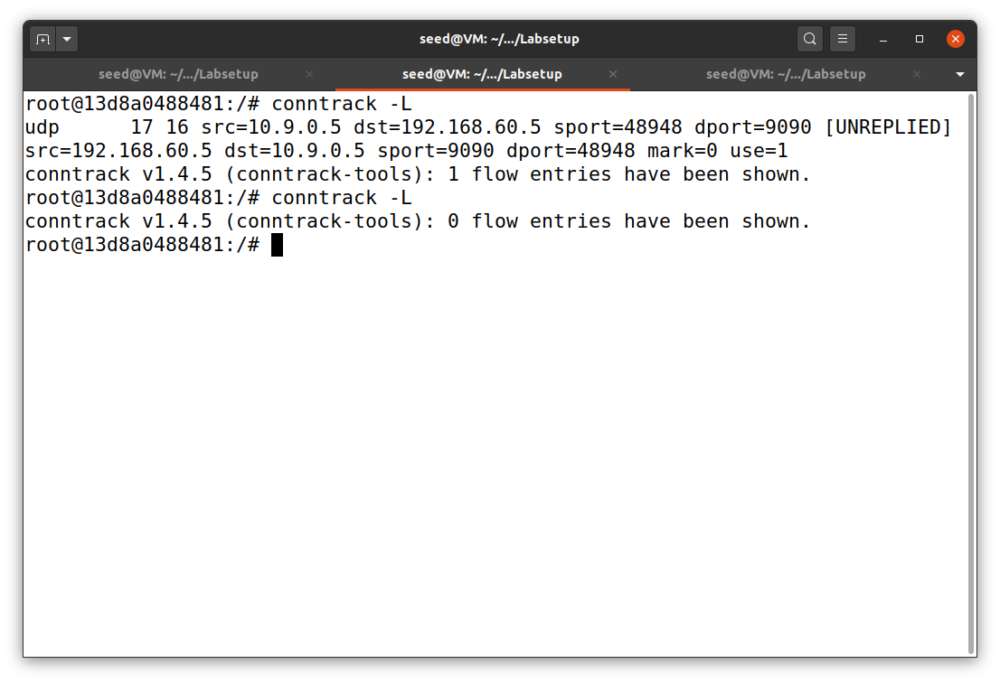 seed@VM: ~/.../Labsetup
seed@VM: ~/.../Labsetup seed@VM: ~/.../Labsetup seed@VM: ~/.../Labsetup
root@13d8a0488481:/# conntrack -L
udp      17 16 src=10.9.0.5 dst=192.168.60.5 sport=48948 dport=9090 [UNREPLIED]
src=192.168.60.5 dst=10.9.0.5 sport=9090 dport=48948 mark=0 use=1
conntrack v1.4.5 (conntrack-tools): 1 flow entries have been shown.
root@13d8a0488481:/# conntrack -L
conntrack v1.4.5 (conntrack-tools): 0 flow entries have been shown.
root@13d8a0488481:/#